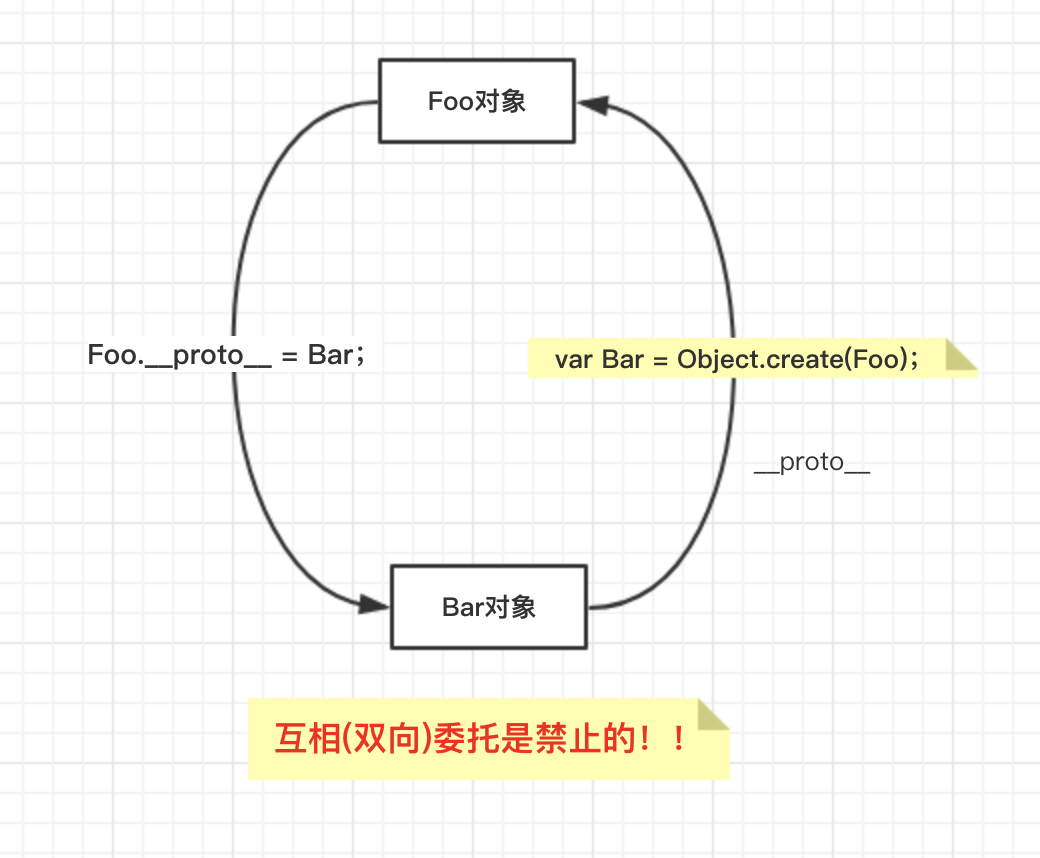 Foo对象
Foo.__proto__ = Bar;
var Bar = Object.create(Foo);
__proto__
Bar对象
互相(双向)委托是禁止的！！